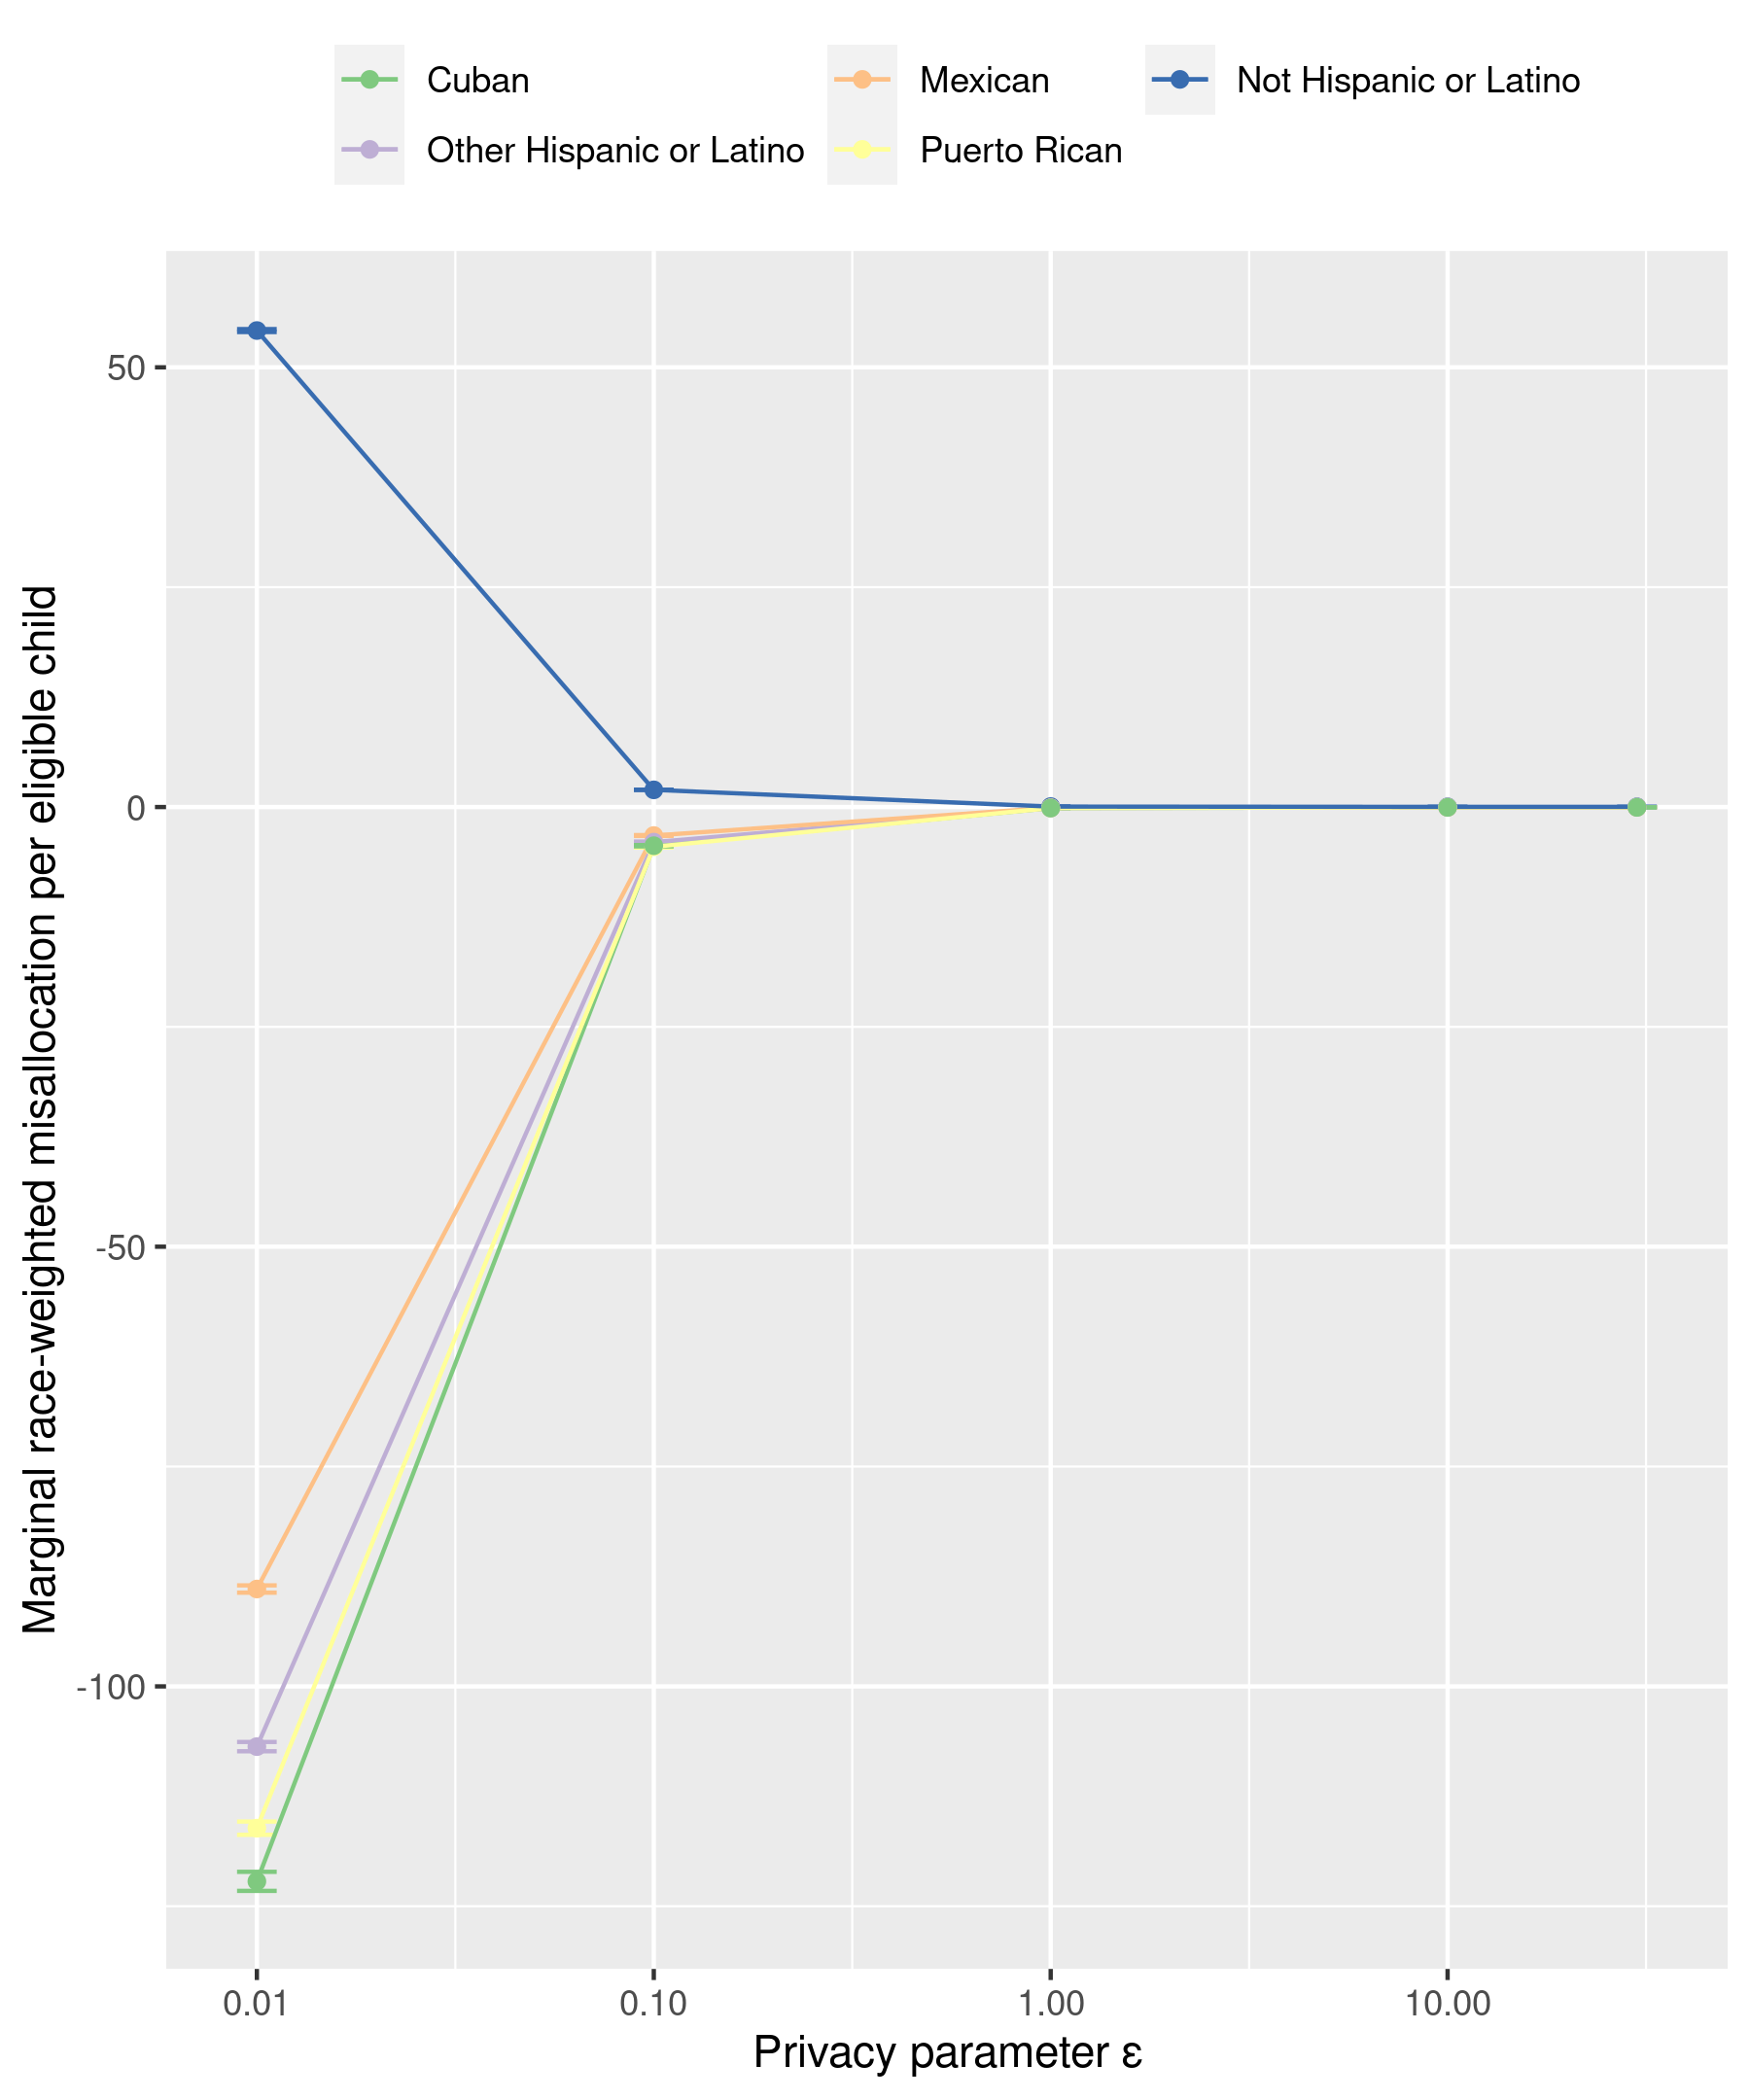 Cuban
Mexican
Not Hispanic or Latino
Other Hispanic or Latino
Puerto Rican
Marginal race-weighted misallocation per eligible child
50
0
-50
-100
0.01
0.10
1.00
10.00
Privacy parameter ε